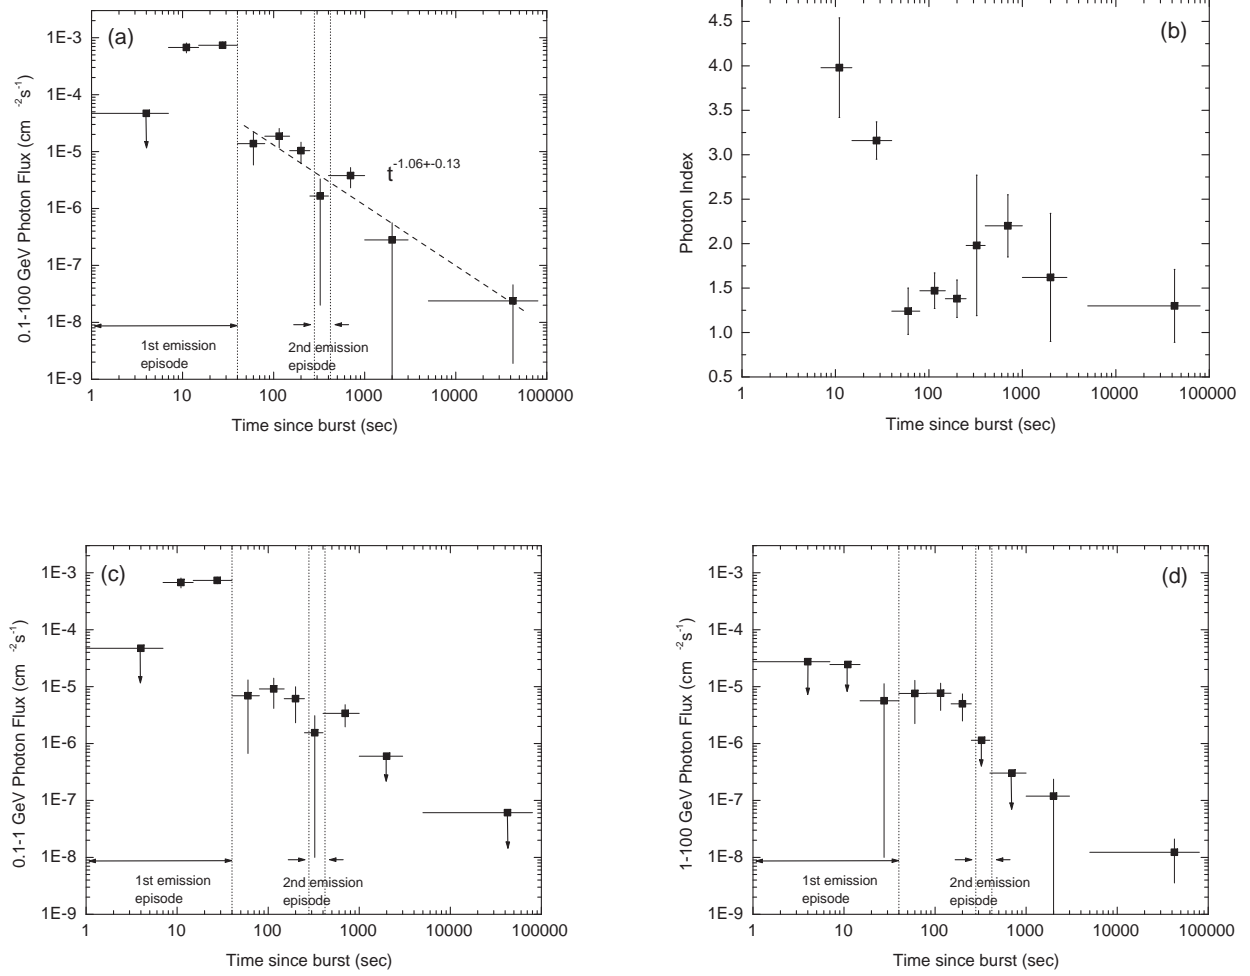 (a)
0.1-100 GeV Photon Flux (cm⁻²s⁻¹)
1E-3
1E-4
1E-5
1E-6
1E-7
1E-8
1E-9
t^-1.06+-0.13
1st emission
episode
2nd emission
episode
1 10 100 1000 10000 100000
Time since burst (sec)
(b)
Photon Index
4.5
4.0
3.5
3.0
2.5
2.0
1.5
1.0
0.5
1 10 100 1000 10000 100000
Time since burst (sec)
(c)
0.1-1 GeV Photon Flux (cm⁻²s⁻¹)
1E-3
1E-4
1E-5
1E-6
1E-7
1E-8
1E-9
1st emission
episode
2nd emission
episode
1 10 100 1000 10000 100000
Time since burst (sec)
(d)
1-100 GeV Photon Flux (cm⁻²s⁻¹)
1E-3
1E-4
1E-5
1E-6
1E-7
1E-8
1E-9
1st emission
episode
2nd emission
episode
1 10 100 1000 10000 100000
Time since burst (sec)